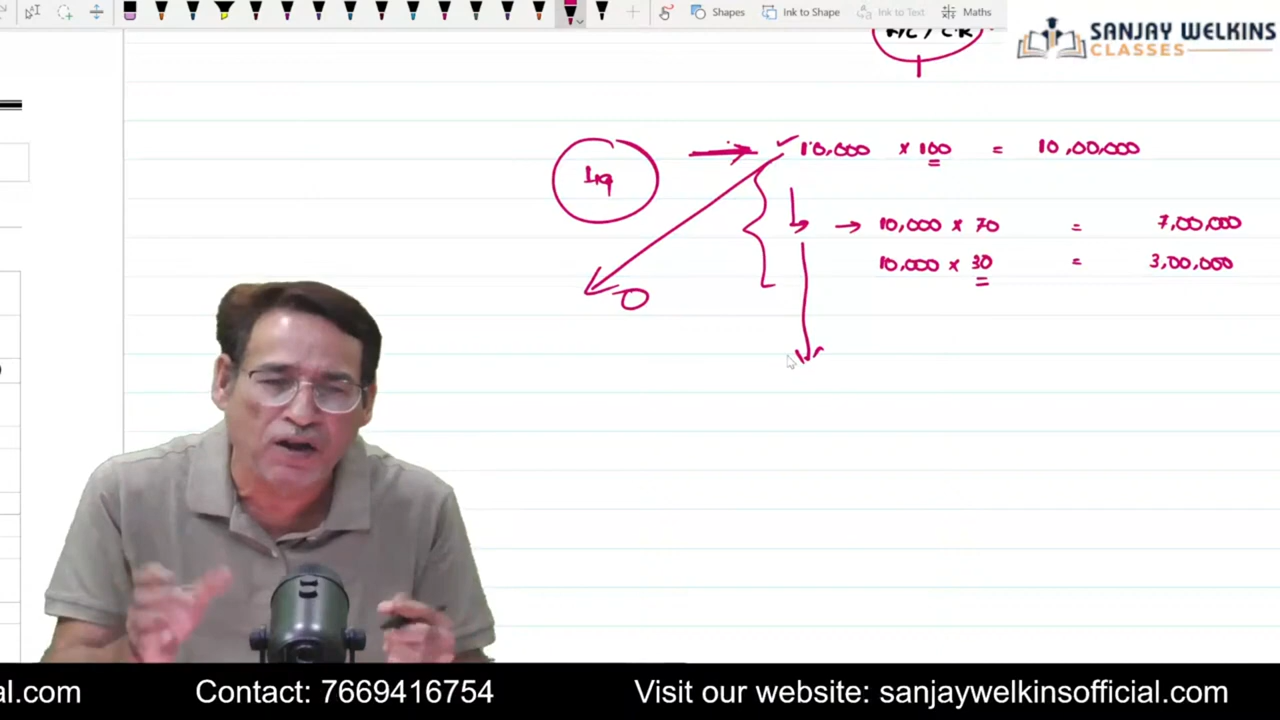 Shapes Ink to Shape Ink to Text Maths
SANJAY WELKINS
CLASSES
10,000 × 100 = 10,00,000
Liq
→ 10,000 × 70 = 7,00,000
10,000 × 30 = 3,00,000
al.com Contact: 7669416754 Visit our website: sanjaywelkinsofficial.com